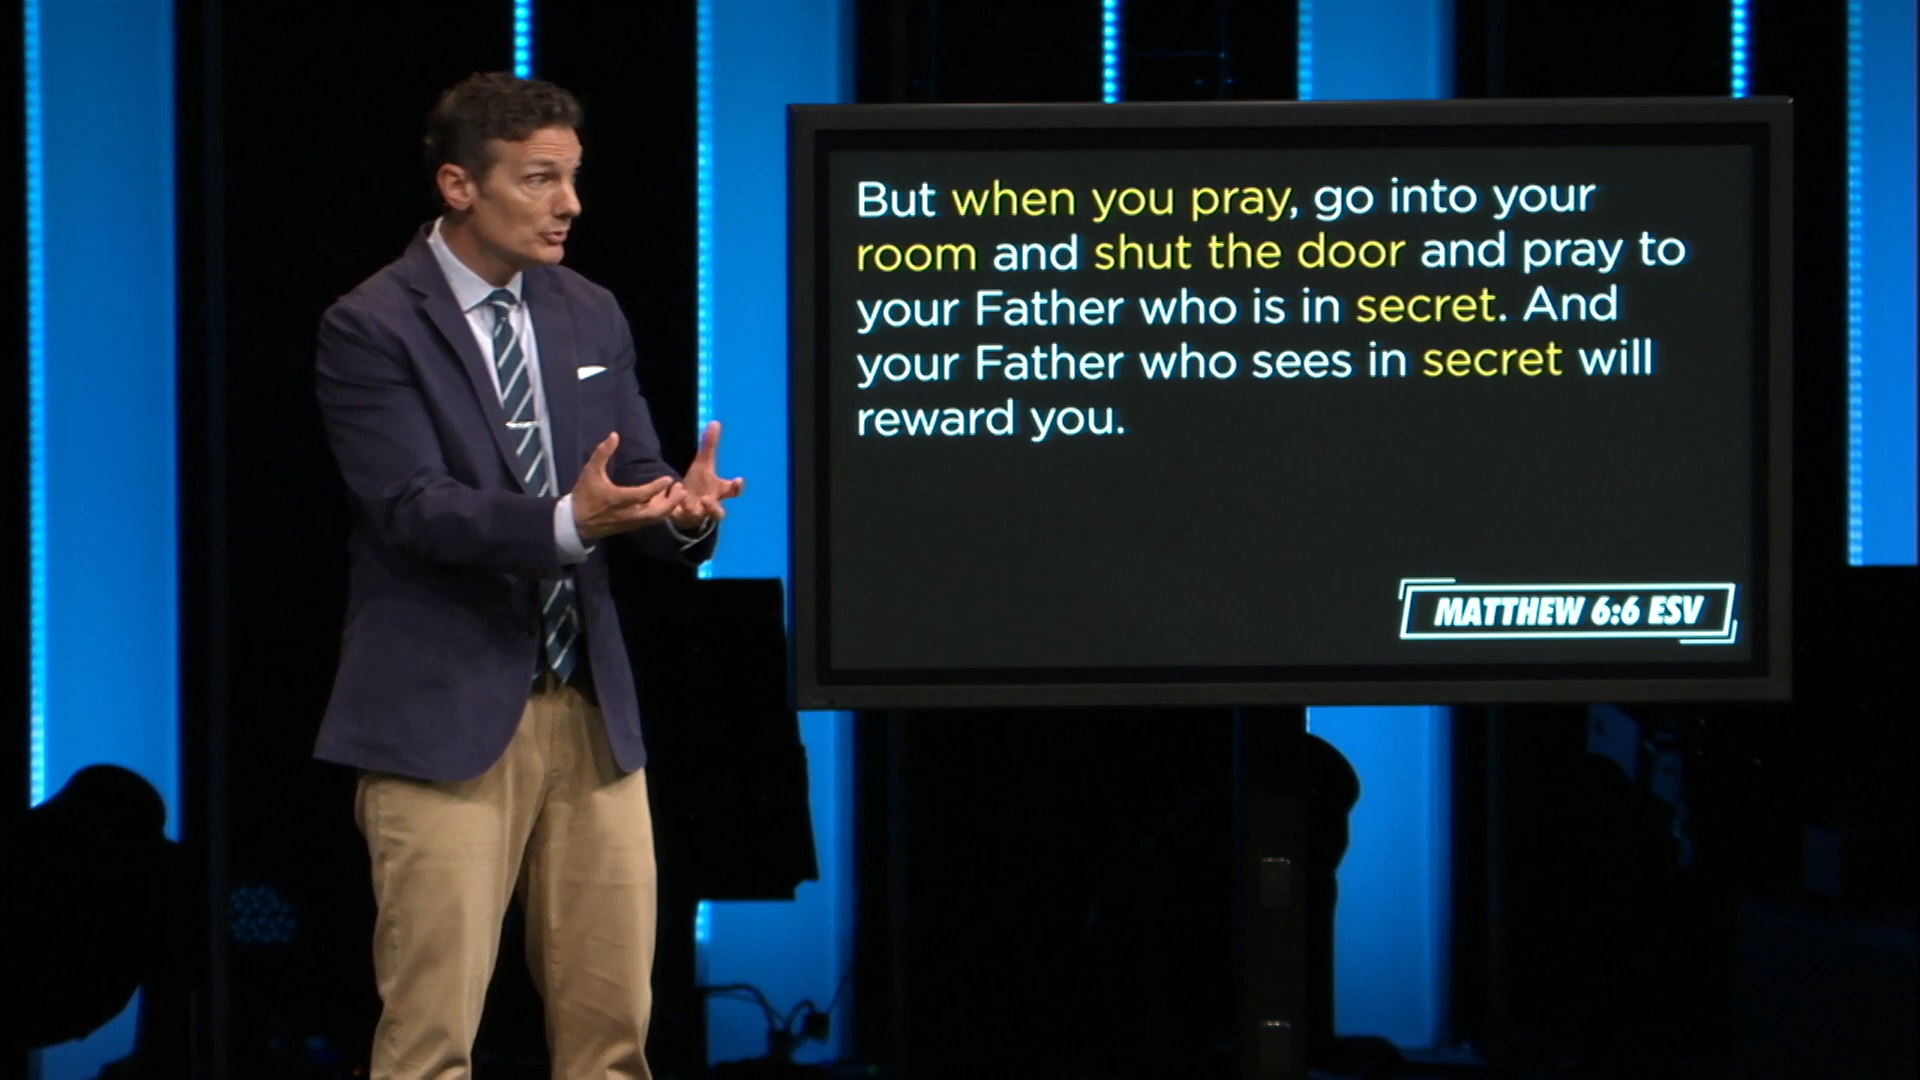 But when you pray, go into your
room and shut the door and pray to
your Father who is in secret. And
your Father who sees in secret will
reward you.
MATTHEW 6:6 ESV